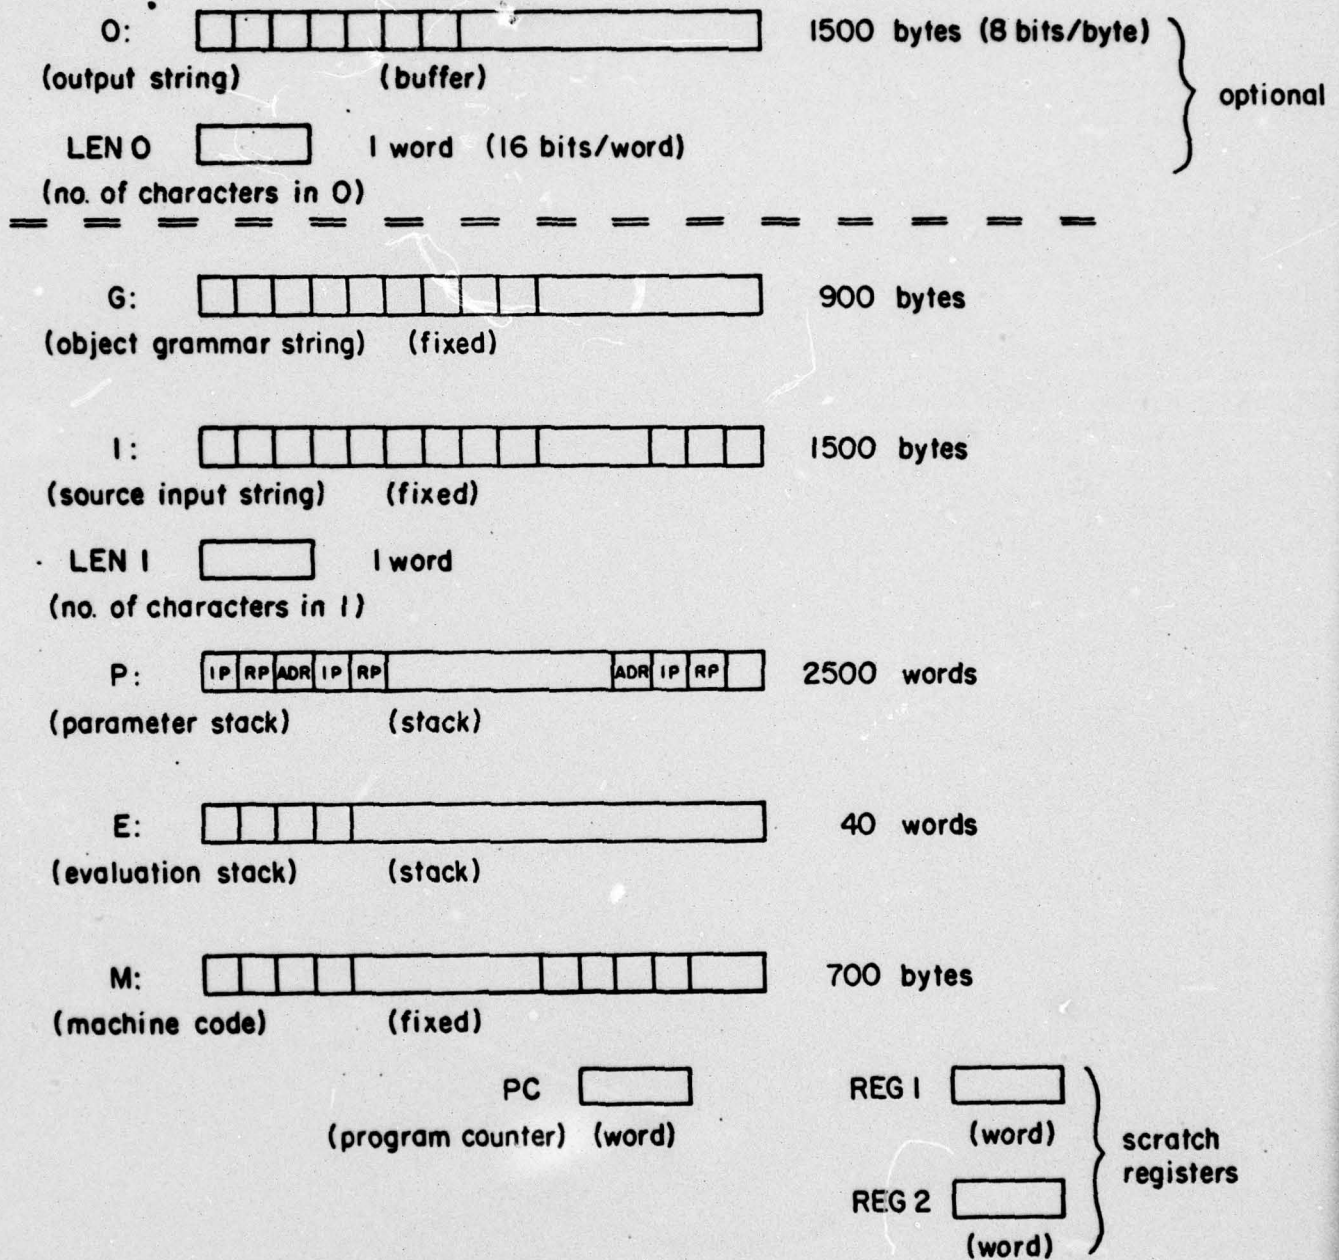 O: 1500 bytes (8 bits/byte)
(output string) (buffer)
optional
LEN O 1 word (16 bits/word)
(no. of characters in O)
G: 900 bytes
(object grammar string) (fixed)
I: 1500 bytes
(source input string) (fixed)
LEN I 1 word
(no. of characters in I)
P: IP RP ADR IP RP ADR IP RP 2500 words
(parameter stack) (stack)
E: 40 words
(evaluation stack) (stack)
M: 700 bytes
(machine code) (fixed)
PC REG 1
(program counter) (word) (word)
scratch
registers
REG 2
(word)